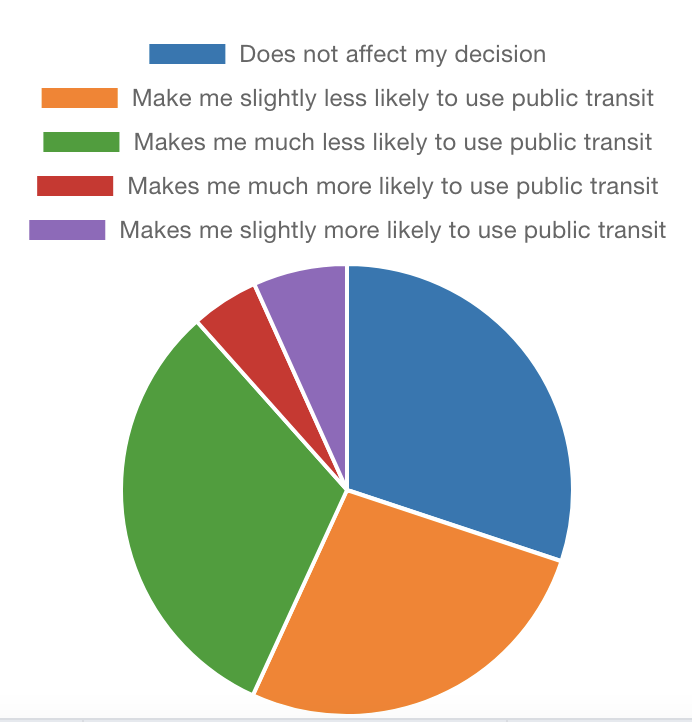 Does not affect my decision
Make me slightly less likely to use public transit
Makes me much less likely to use public transit
Makes me much more likely to use public transit
Makes me slightly more likely to use public transit